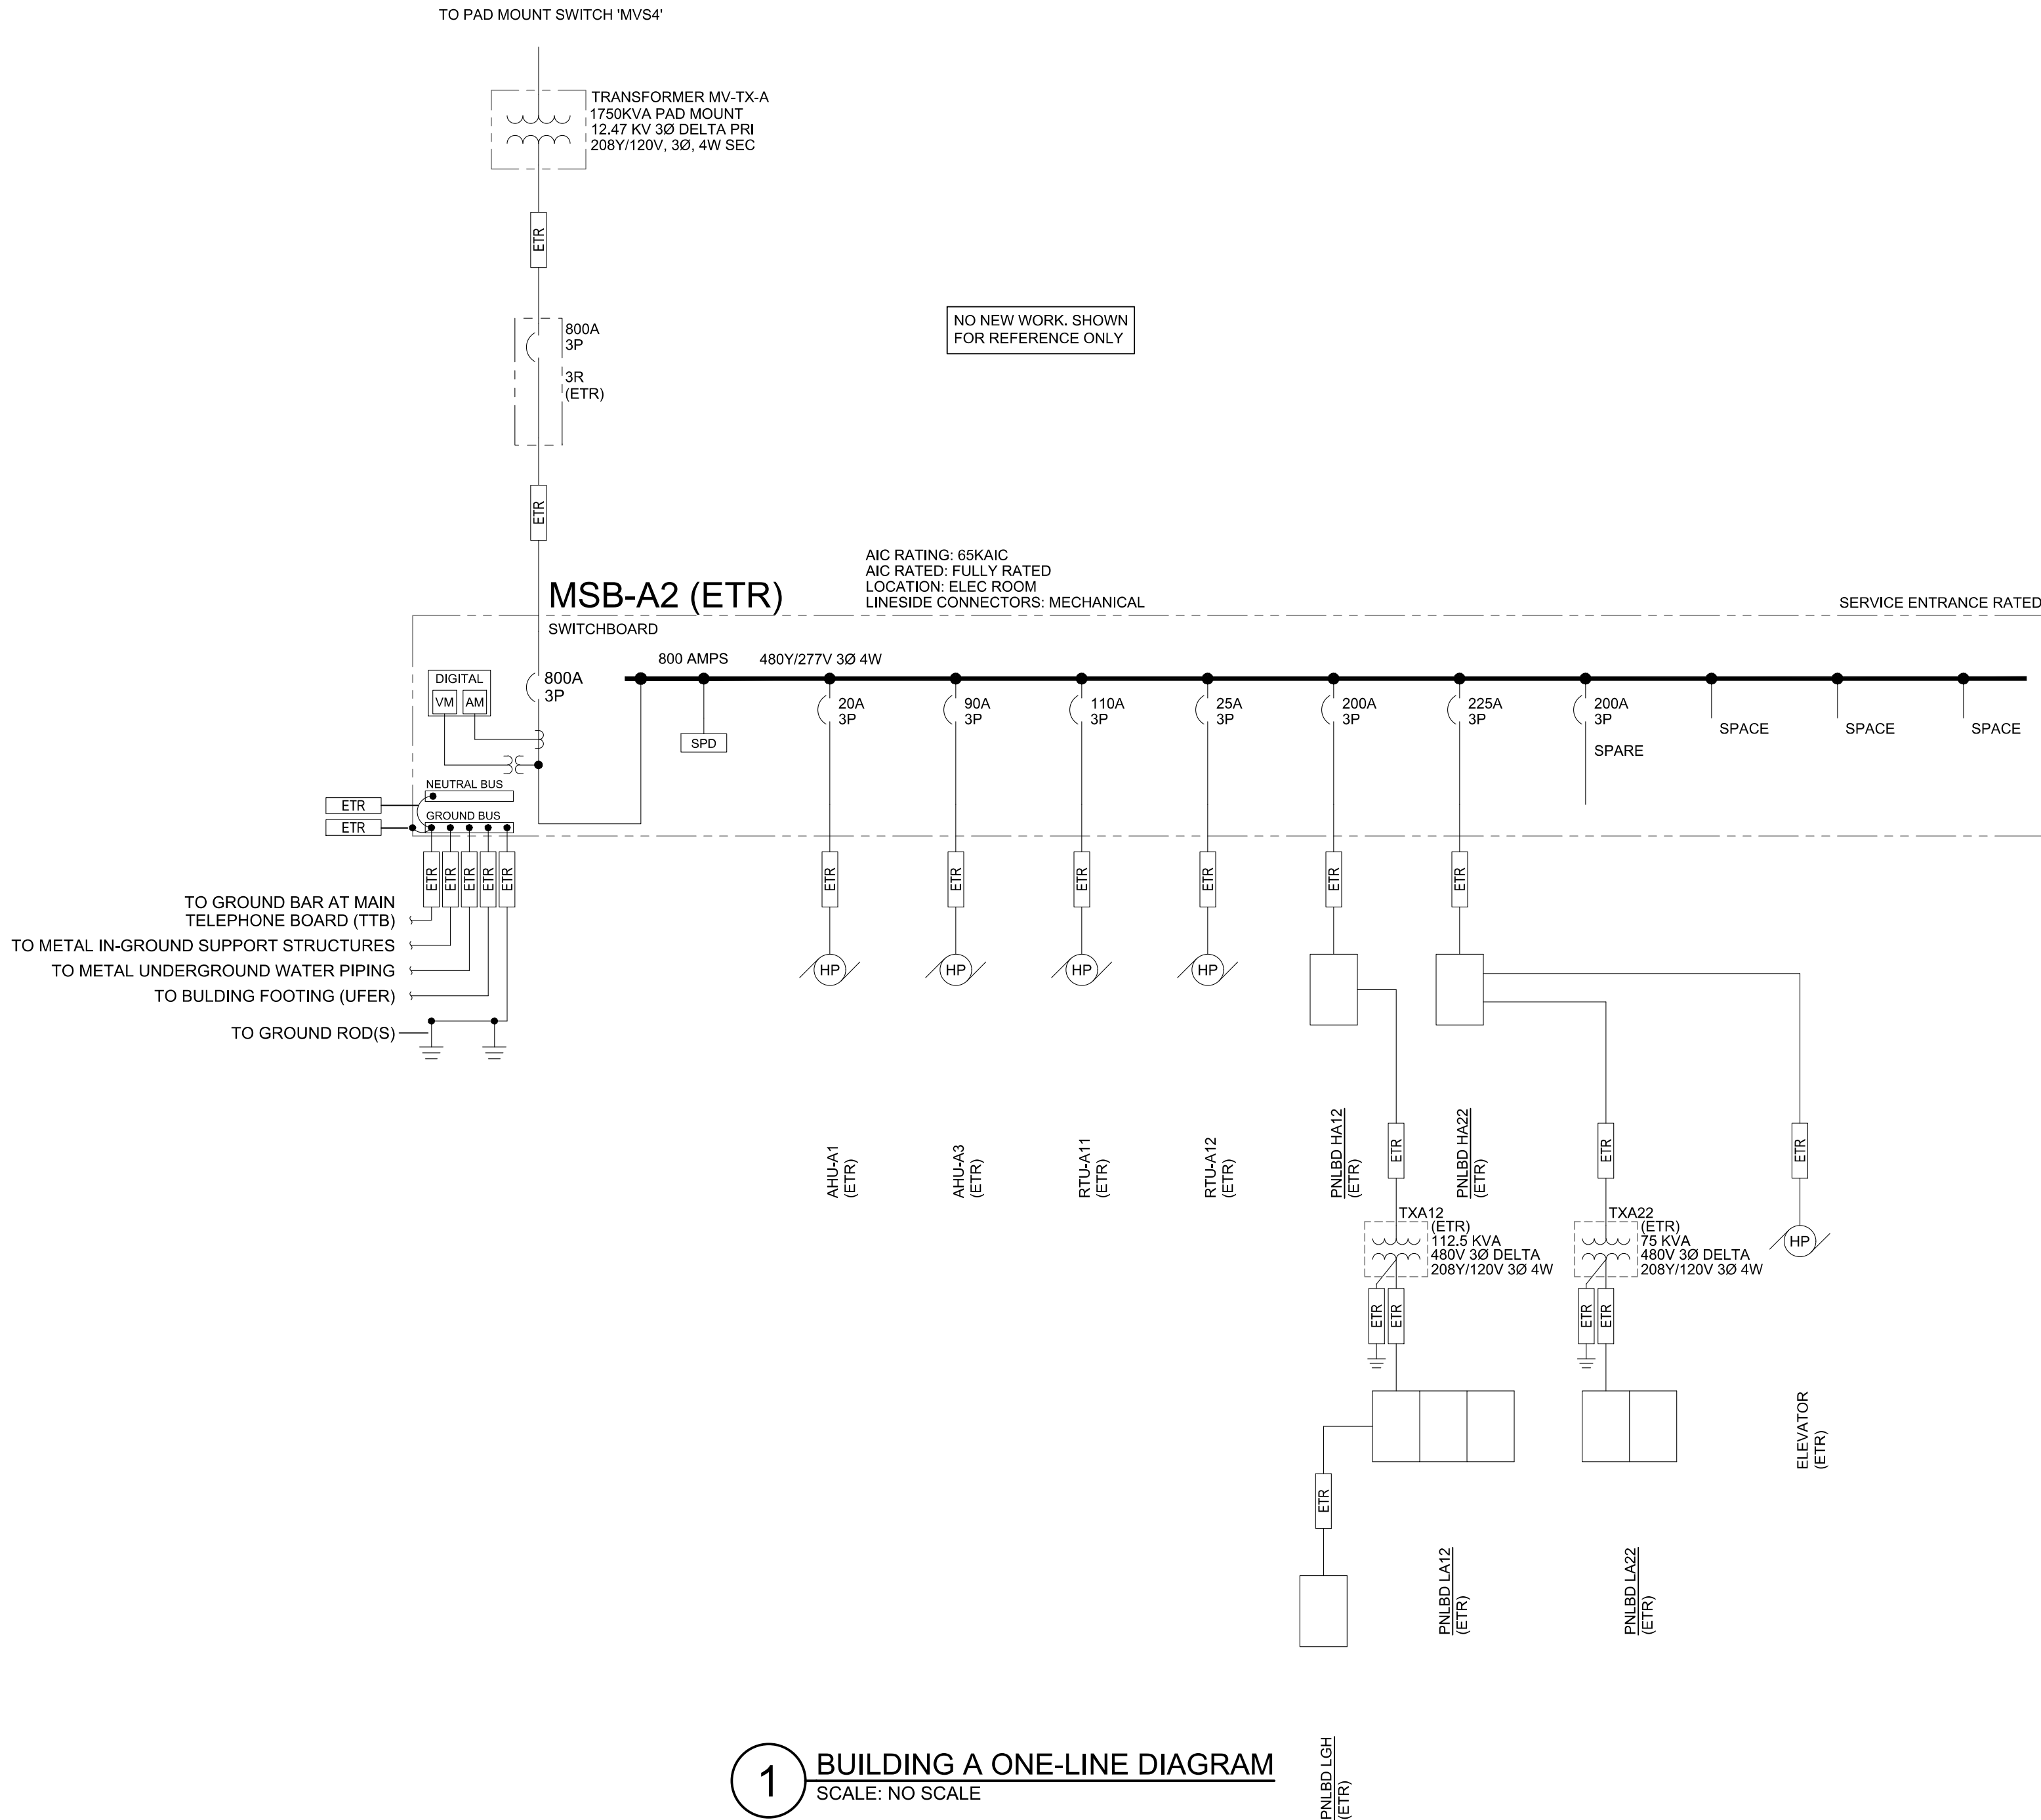 TO PAD MOUNT SWITCH 'MVS4'
TRANSFORMER MV-TX-A
1750KVA PAD MOUNT
12.47 KV 3Ø DELTA PRI
208Y/120V, 3Ø, 4W SEC
ETR
800A
3P
3R
(ETR)
NO NEW WORK. SHOWN
FOR REFERENCE ONLY
ETR
AIC RATING: 65KAIC
AIC RATED: FULLY RATED
LOCATION: ELEC ROOM
LINESIDE CONNECTORS: MECHANICAL
MSB-A2 (ETR)
SERVICE ENTRANCE RATED
SWITCHBOARD
800 AMPS
480Y/277V 3Ø 4W
DIGITAL
VM
AM
800A
3P
SPD
20A
3P
90A
3P
110A
3P
25A
3P
200A
3P
225A
3P
200A
3P
SPARE
SPACE
SPACE
SPACE
NEUTRAL BUS
ETR
GROUND BUS
ETR
ETR
ETR
ETR
ETR
ETR
ETR
ETR
ETR
ETR
ETR
ETR
TO GROUND BAR AT MAIN
TELEPHONE BOARD (TTB)
TO METAL IN-GROUND SUPPORT STRUCTURES
TO METAL UNDERGROUND WATER PIPING
TO BULDING FOOTING (UFER)
TO GROUND ROD(S)
HP
HP
HP
HP
AHU-A1
(ETR)
AHU-A3
(ETR)
RTU-A11
(ETR)
RTU-A12
(ETR)
PNLBD HA12
(ETR)
ETR
PNLBD HA22
(ETR)
ETR
ETR
TXA12
(ETR)
112.5 KVA
480V 3Ø DELTA
208Y/120V 3Ø 4W
TXA22
(ETR)
75 KVA
480V 3Ø DELTA
208Y/120V 3Ø 4W
HP
ETR
ETR
ETR
ETR
ELEVATOR
(ETR)
ETR
PNLBD LA12
(ETR)
PNLBD LA22
(ETR)
PNLBD LGH
(ETR)
1
BUILDING A ONE-LINE DIAGRAM
SCALE: NO SCALE